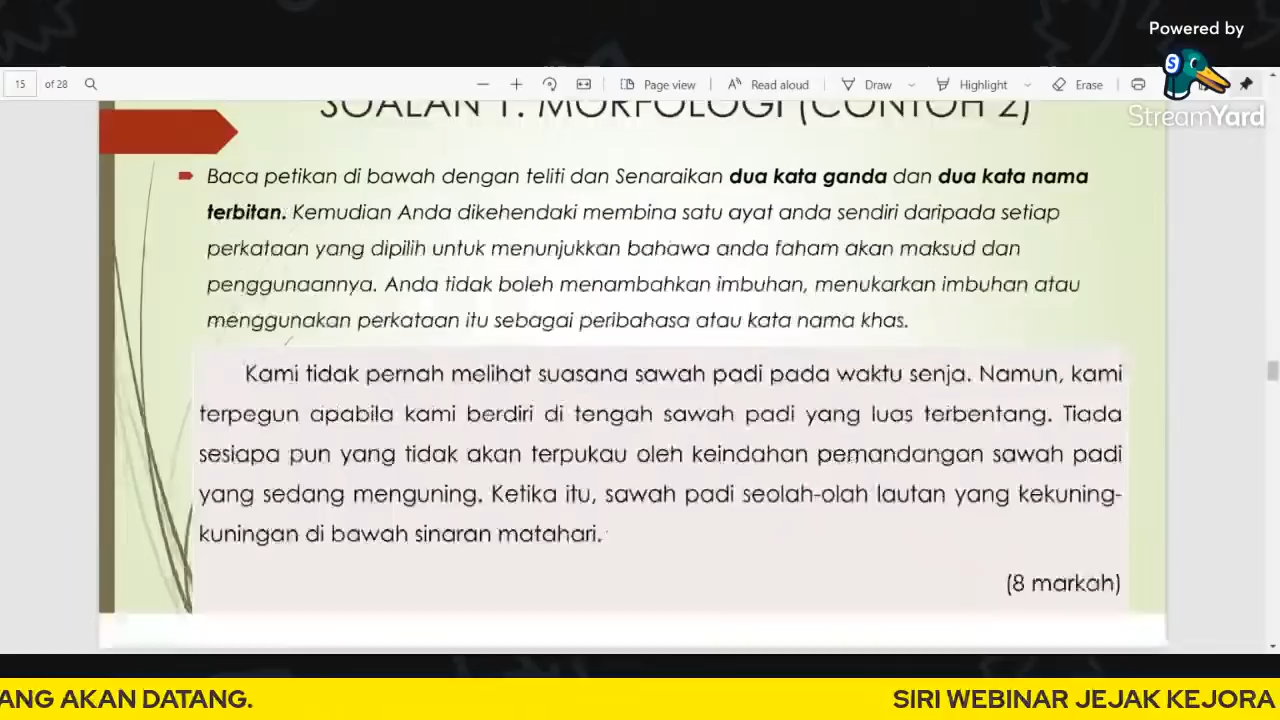 Powered by
StreamYard
15 of 28 Page view Read aloud Draw Highlight Erase
SOALAN 1: MORFOLOGI (CONTOH 2)
Baca petikan di bawah dengan teliti dan Senaraikan dua kata ganda dan dua kata nama
terbitan. Kemudian Anda dikehendaki membina satu ayat anda sendiri daripada setiap
perkataan yang dipilih untuk menunjukkan bahawa anda faham akan maksud dan
penggunaannya. Anda tidak boleh menambahkan imbuhan, menukarkan imbuhan atau
menggunakan perkataan itu sebagai peribahasa atau kata nama khas.
Kami tidak pernah melihat suasana sawah padi pada waktu senja. Namun, kami
terpegun apabila kami berdiri di tengah sawah padi yang luas terbentang. Tiada
sesiapa pun yang tidak akan terpukau oleh keindahan pemandangan sawah padi
yang sedang menguning. Ketika itu, sawah padi seolah-olah lautan yang kekuning-
kuningan di bawah sinaran matahari.
(8 markah)
ANG AKAN DATANG. SIRI WEBINAR JEJAK KEJORA